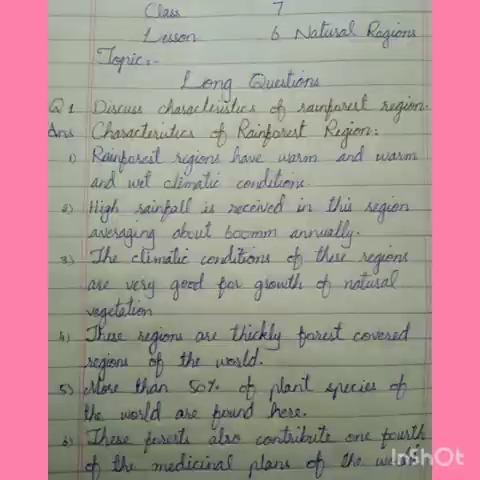 Class 7
Lesson 6 Natural Regions
Topic:-
Long Questions
Q1 Discuss characteristics of rainforest region.
Ans Characteristics of Rainforest Region:
1) Rainforest regions have warm and warm
and wet climatic conditions.
2) High rainfall is received in this region
averaging about 600mm annually.
3) The climatic conditions of these regions
are very good for growth of natural
vegetation
4) These regions are thickly forest covered
regions of the world.
5) More than 50% of plant species of
the world are found here.
6) These forests also contribute one fourth
of the medicinal plans of the
InShot